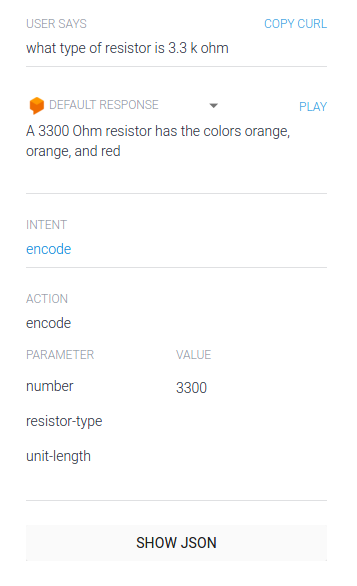 USER SAYS COPY CURL
what type of resistor is 3.3 k ohm
DEFAULT RESPONSE PLAY
A 3300 Ohm resistor has the colors orange,
orange, and red
INTENT
encode
ACTION
encode
PARAMETER VALUE
number 3300
resistor-type
unit-length
SHOW JSON